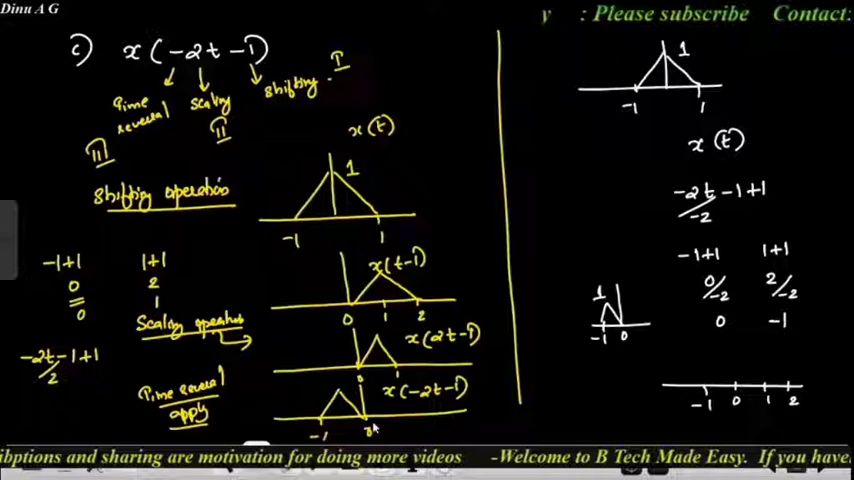 Dinu A G
y : Please subscribe Contact:
c) x(-2t-1)
Time reversal
scaling
shifting
III
II
I
x(t)
1
-1 1
Shifting operation
-1+1 1+1
0 2
0 1
x(t-1)
0 1 2
Scaling operation
x(2t-1)
0 1
-2t-1+1
2
Time reversal
apply
x(-2t-1)
-1 0
1
-1 1
x(t)
-2t-1+1
-2
-1+1 1+1
0/-2 2/-2
0 -1
1
-1 0
-1 0 1 2
ibptions and sharing are motivation for doing more videos -Welcome to B Tech Made Easy. If you have